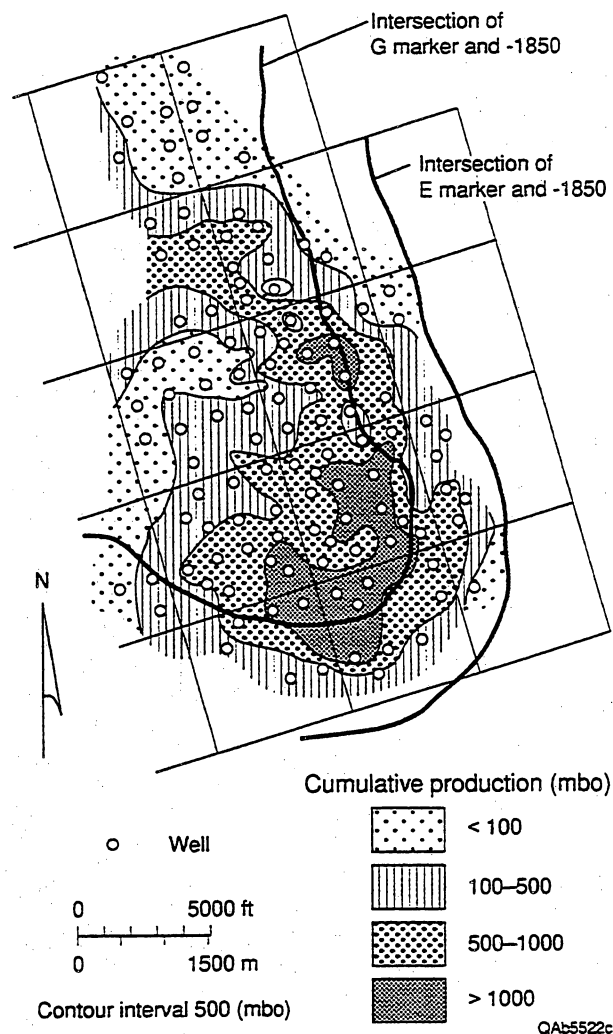 Intersection of
G marker and -1850
Intersection of
E marker and -1850
N
Cumulative production (mbo)
< 100
100–500
500–1000
> 1000
Well
0 5000 ft
0 1500 m
Contour interval 500 (mbo)
QAb5522c